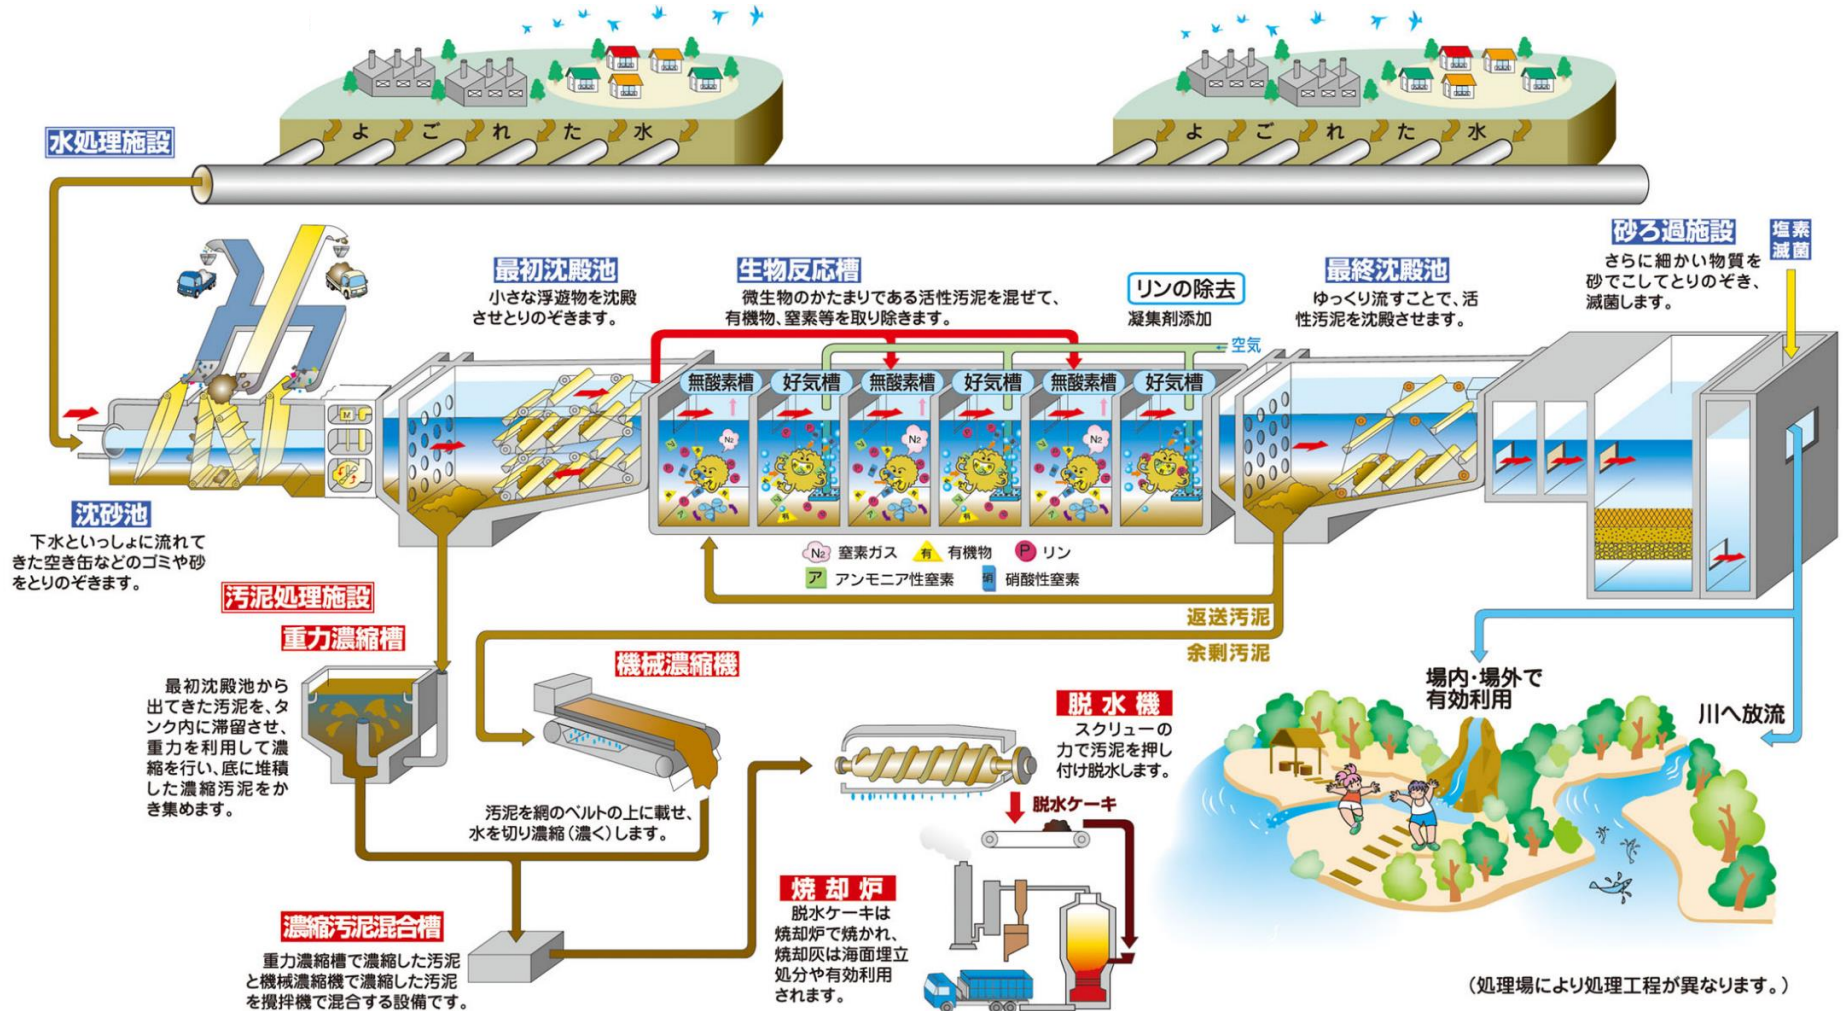 よごれた水
よごれた水
水処理施設
沈砂池
下水といっしょに流れて
きた空き缶などのゴミや砂
をとりのぞきます。
M
最初沈殿池
小さな浮遊物を沈殿
させとりのぞきます。
生物反応槽
微生物のかたまりである活性汚泥を混ぜて、
有機物、窒素等を取り除きます。
リンの除去
凝集剤添加
←空気
無酸素槽
好気槽
無酸素槽
好気槽
無酸素槽
好気槽
N2
N2
N2
N2 窒素ガス
有 有機物
P リン
ア アンモニア性窒素
硝 硝酸性窒素
最終沈殿池
ゆっくり流すことで、活
性汚泥を沈殿させます。
砂ろ過施設
さらに細かい物質を
砂でこしてとりのぞき、
滅菌します。
塩素
滅菌
返送汚泥
余剰汚泥
汚泥処理施設
重力濃縮槽
最初沈殿池から
出てきた汚泥を、タ
ンク内に滞留させ、
重力を利用して濃
縮を行い、底に堆積
した濃縮汚泥をか
き集めます。
機械濃縮機
汚泥を網のベルトの上に載せ、
水を切り濃縮(濃く)します。
濃縮汚泥混合槽
重力濃縮槽で濃縮した汚泥
と機械濃縮機で濃縮した汚泥
を攪拌機で混合する設備です。
脱水機
スクリューの
力で汚泥を押し
付け脱水します。
脱水ケーキ
焼却炉
脱水ケーキは
焼却炉で焼かれ、
焼却灰は海面埋立
処分や有効利用
されます。
場内・場外で
有効利用
川へ放流
(処理場により処理工程が異なります。)